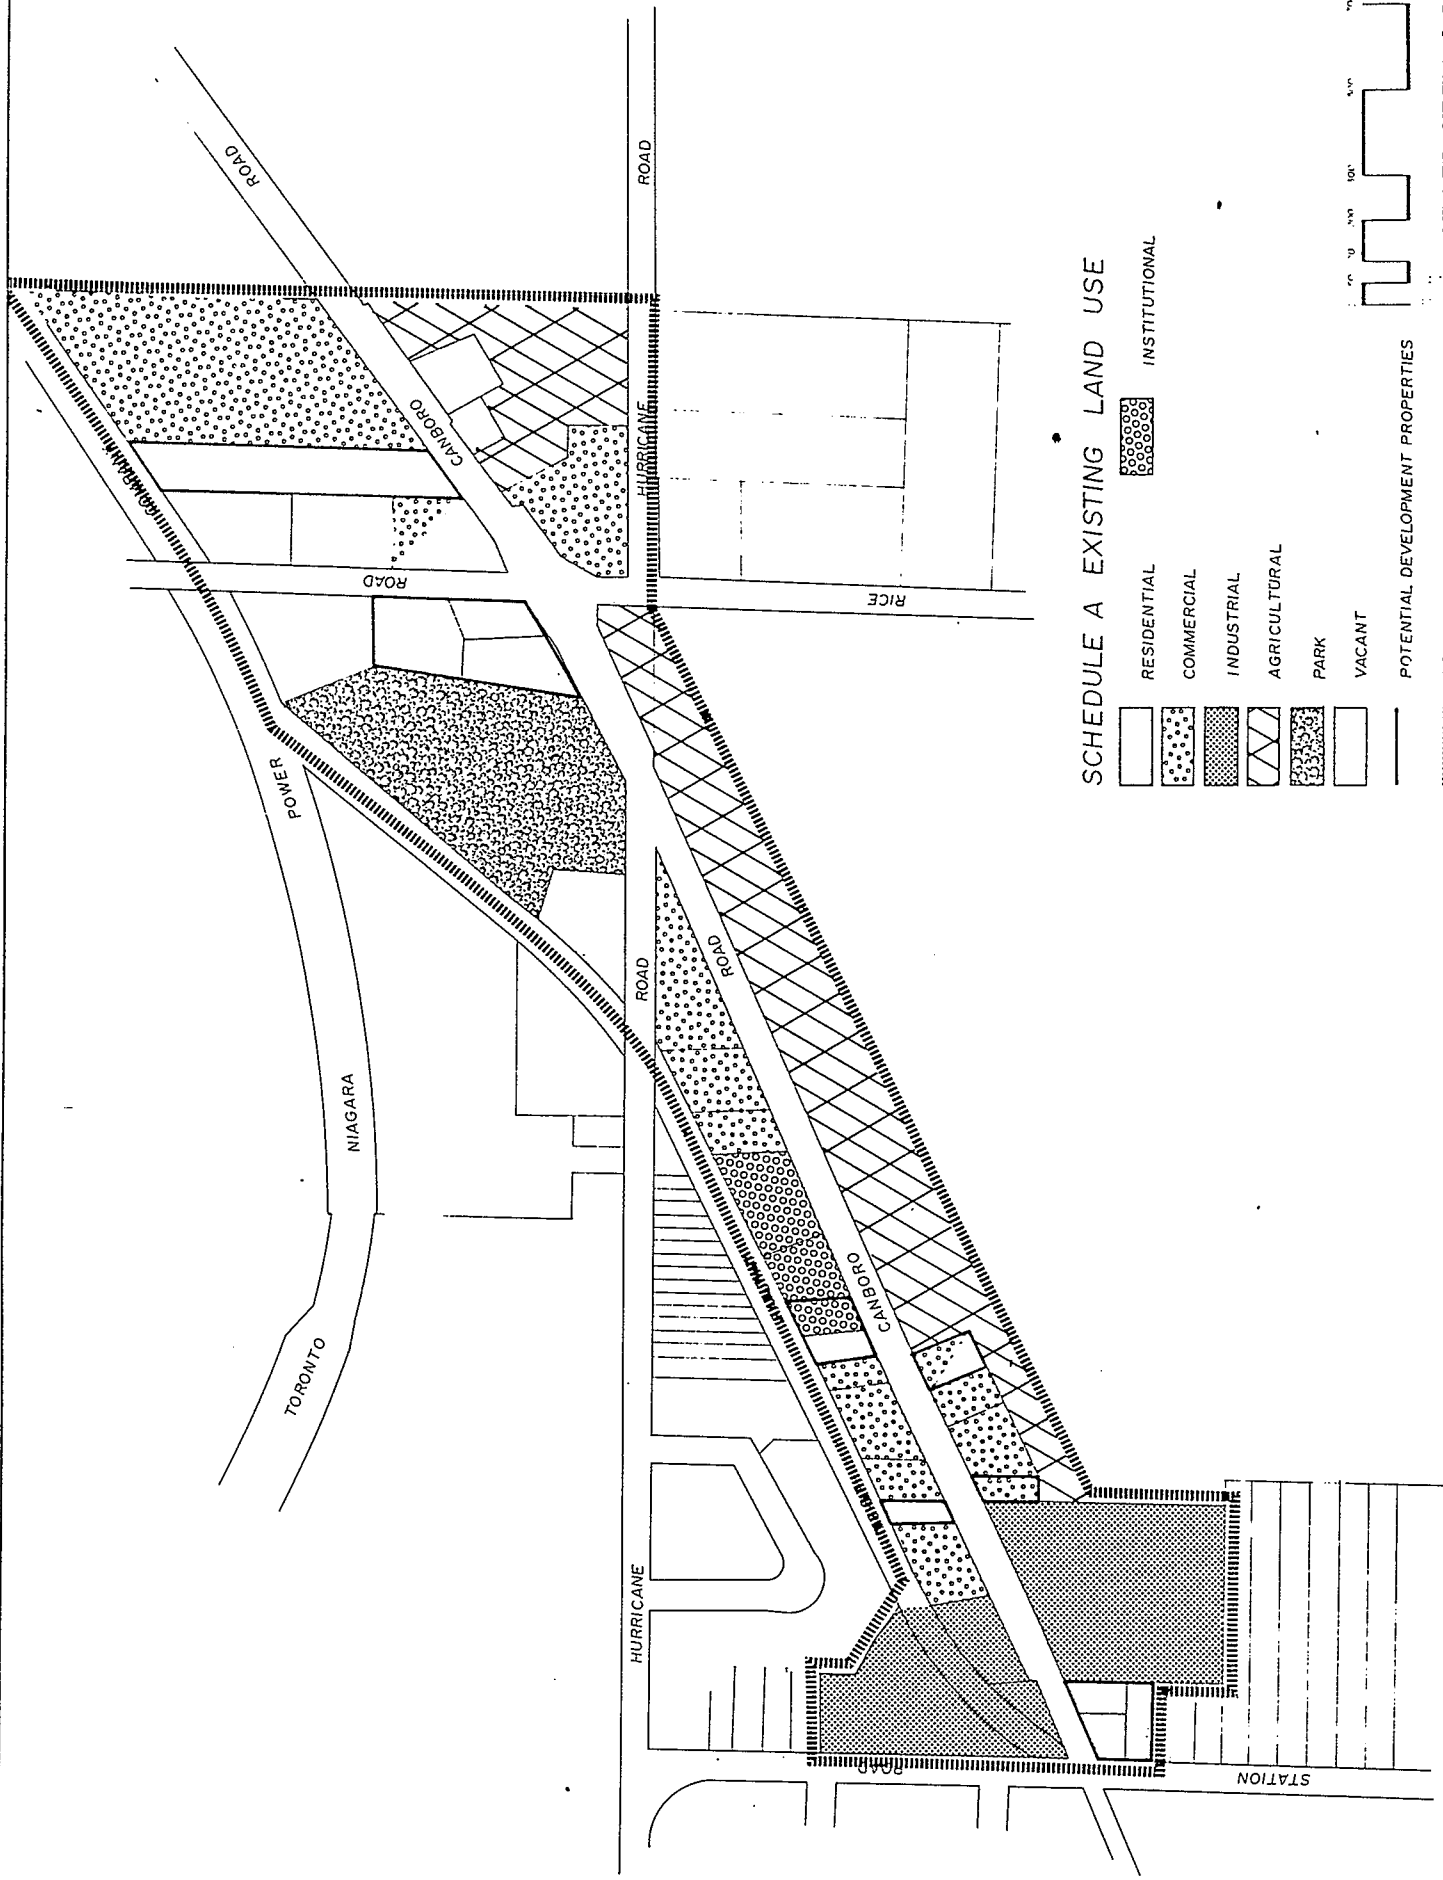 SCHEDULE A EXISTING LAND USE
RESIDENTIAL
COMMERCIAL
INDUSTRIAL
AGRICULTURAL
PARK
VACANT
POTENTIAL DEVELOPMENT PROPERTIES
INSTITUTIONAL
TORONTO
NIAGARA
POWER
HURRICANE
ROAD
HURRICANE
ROAD
CANBORO
ROAD
CANBORO
ROAD
RICE
ROAD
STATION
ROAD